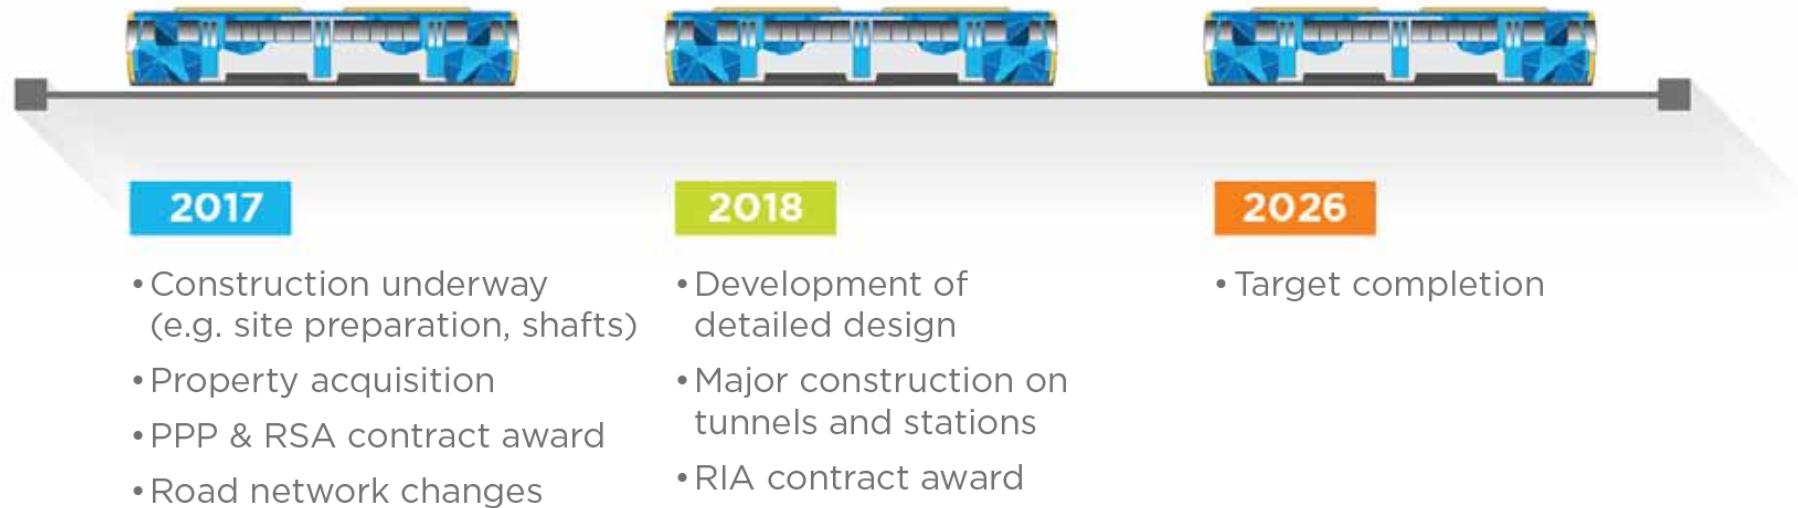 2017
• Construction underway
(e.g. site preparation, shafts)
• Property acquisition
• PPP & RSA contract award
• Road network changes
2018
• Development of
detailed design
• Major construction on
tunnels and stations
• RIA contract award
2026
• Target completion